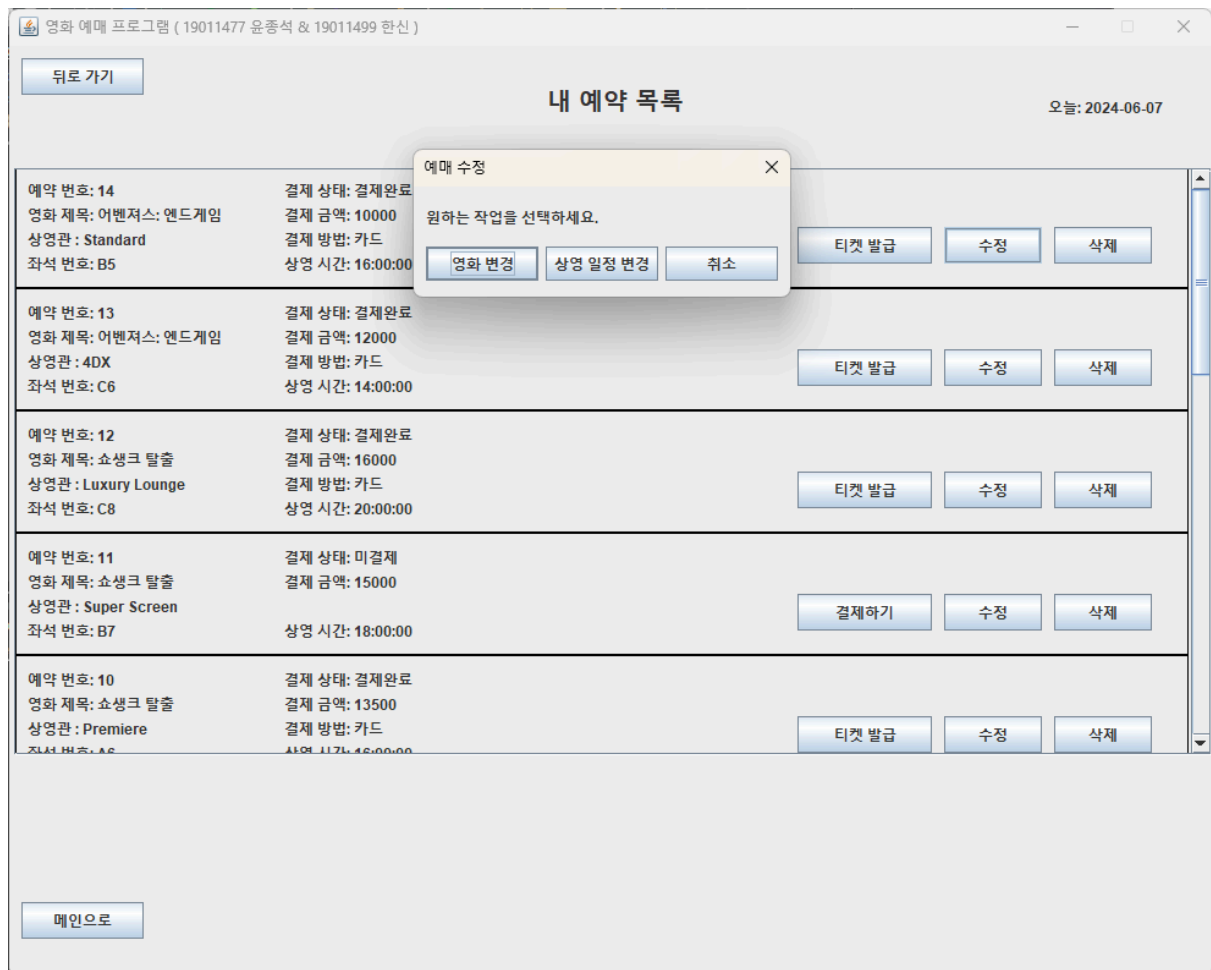 영화 예매 프로그램 ( 19011477 윤종석 & 19011499 한신 )
뒤로 가기
내 예약 목록
오늘: 2024-06-07
예매 수정
원하는 작업을 선택하세요.
영화 변경 상영 일정 변경 취소
예약 번호: 14 결제 상태: 결제완료
영화 제목: 어벤져스: 엔드게임 결제 금액: 10000
상영관 : Standard 결제 방법: 카드 티켓 발급 수정 삭제
좌석 번호: B5 상영 시간: 16:00:00
예약 번호: 13 결제 상태: 결제완료
영화 제목: 어벤져스: 엔드게임 결제 금액: 12000
상영관 : 4DX 결제 방법: 카드 티켓 발급 수정 삭제
좌석 번호: C6 상영 시간: 14:00:00
예약 번호: 12 결제 상태: 결제완료
영화 제목: 쇼생크 탈출 결제 금액: 16000
상영관 : Luxury Lounge 결제 방법: 카드 티켓 발급 수정 삭제
좌석 번호: C8 상영 시간: 20:00:00
예약 번호: 11 결제 상태: 미결제
영화 제목: 쇼생크 탈출 결제 금액: 15000
상영관 : Super Screen 결제하기 수정 삭제
좌석 번호: B7 상영 시간: 18:00:00
예약 번호: 10 결제 상태: 결제완료
영화 제목: 쇼생크 탈출 결제 금액: 13500
상영관 : Premiere 결제 방법: 카드 티켓 발급 수정 삭제
좌석 번호: A6 상영 시간: 16:00:00
메인으로